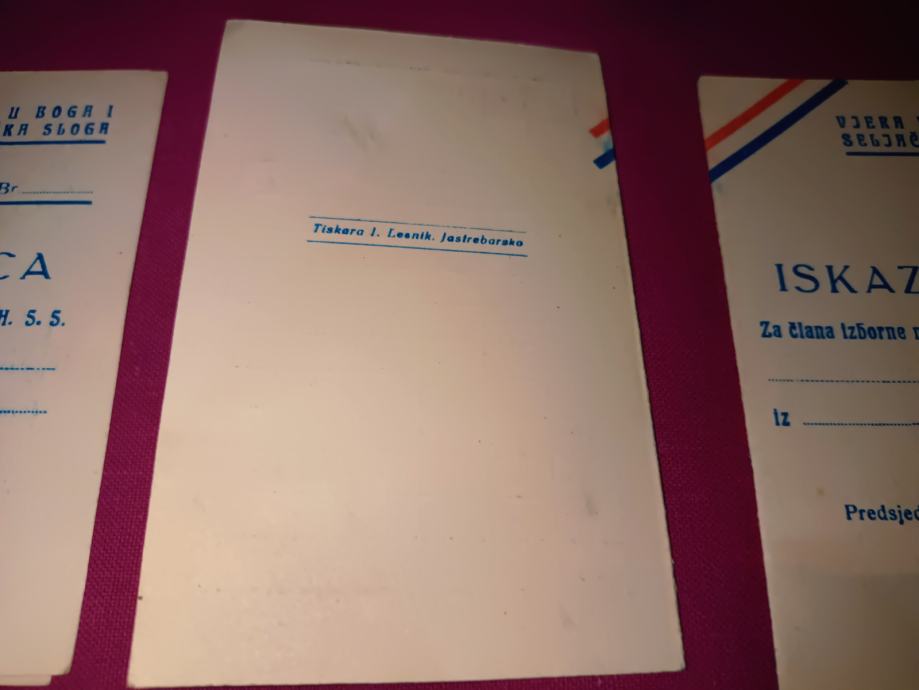 U BOGA I
KA SLOGA
Br
CA
H. S. S.
Tiskara I. Lesnik. Jastrebarsko
VJERA
SELJAČ
ISKAZ
Za člana Izborne
iz
Predsjed